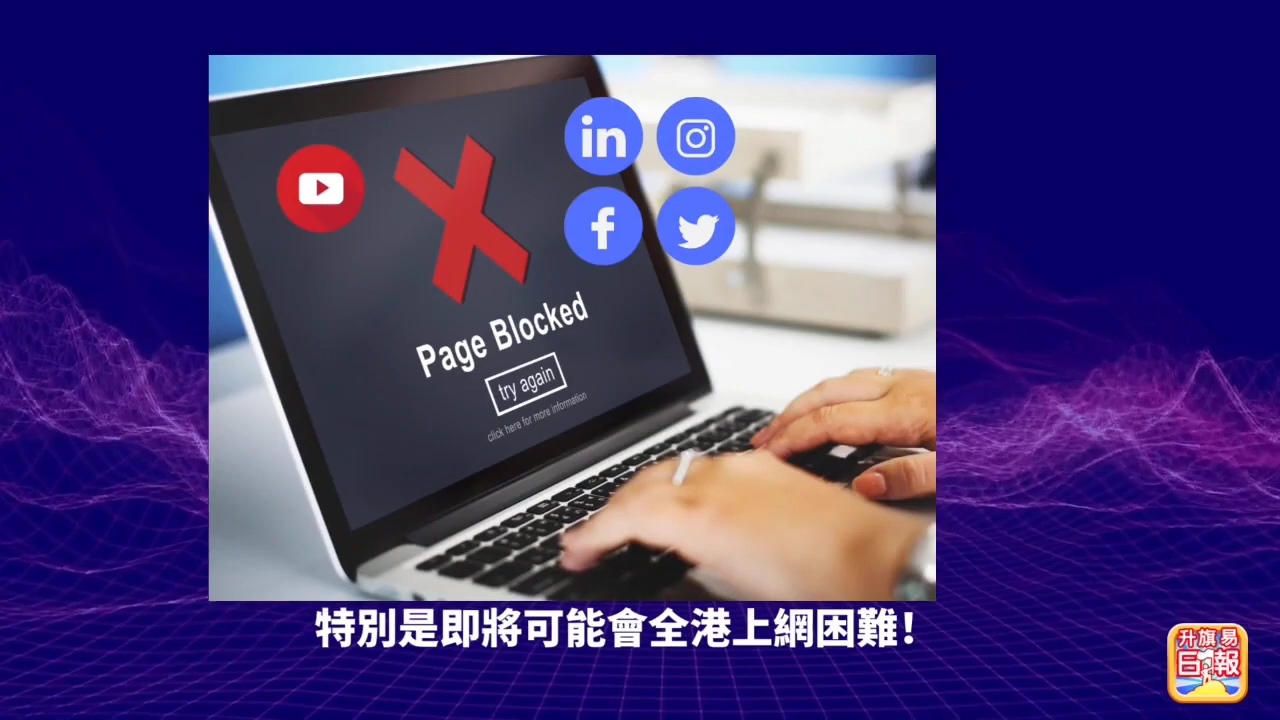 in
f
Page Blocked
try again
click here for more information
特別是即將可能會全港上網困難!
升旗易
日報